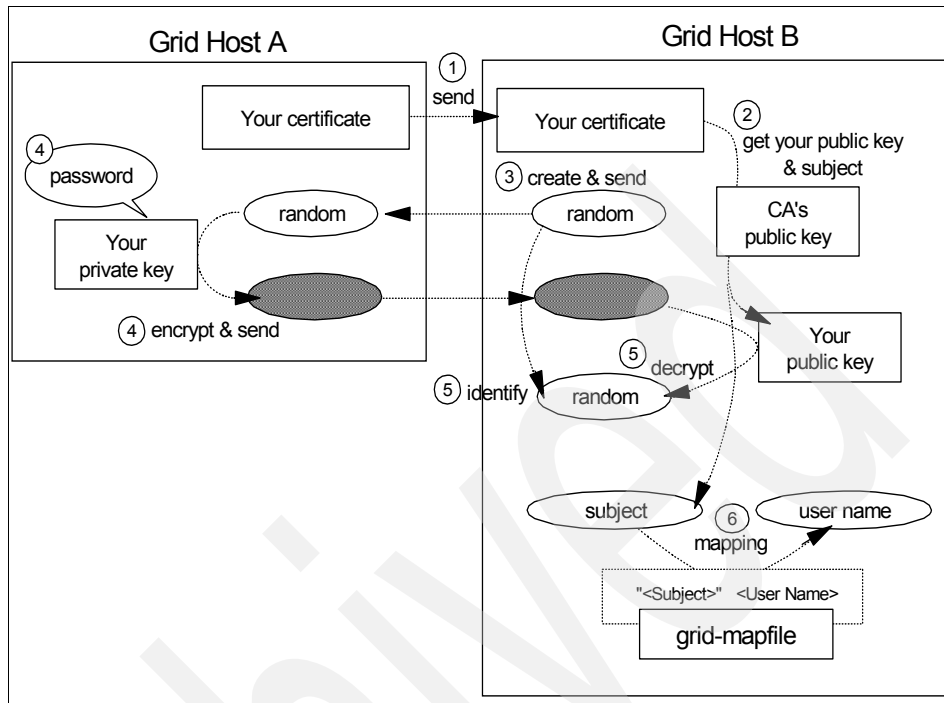 Grid Host A
Grid Host B
1
send
Your certificate
Your certificate
2
get your public key
& subject
4
password
3 create & send
random
random
CA's
public key
Your
private key
4 encrypt & send
Your
public key
5 decrypt
5 identify
random
subject
6
mapping
user name
"<Subject>" <User Name>
grid-mapfile